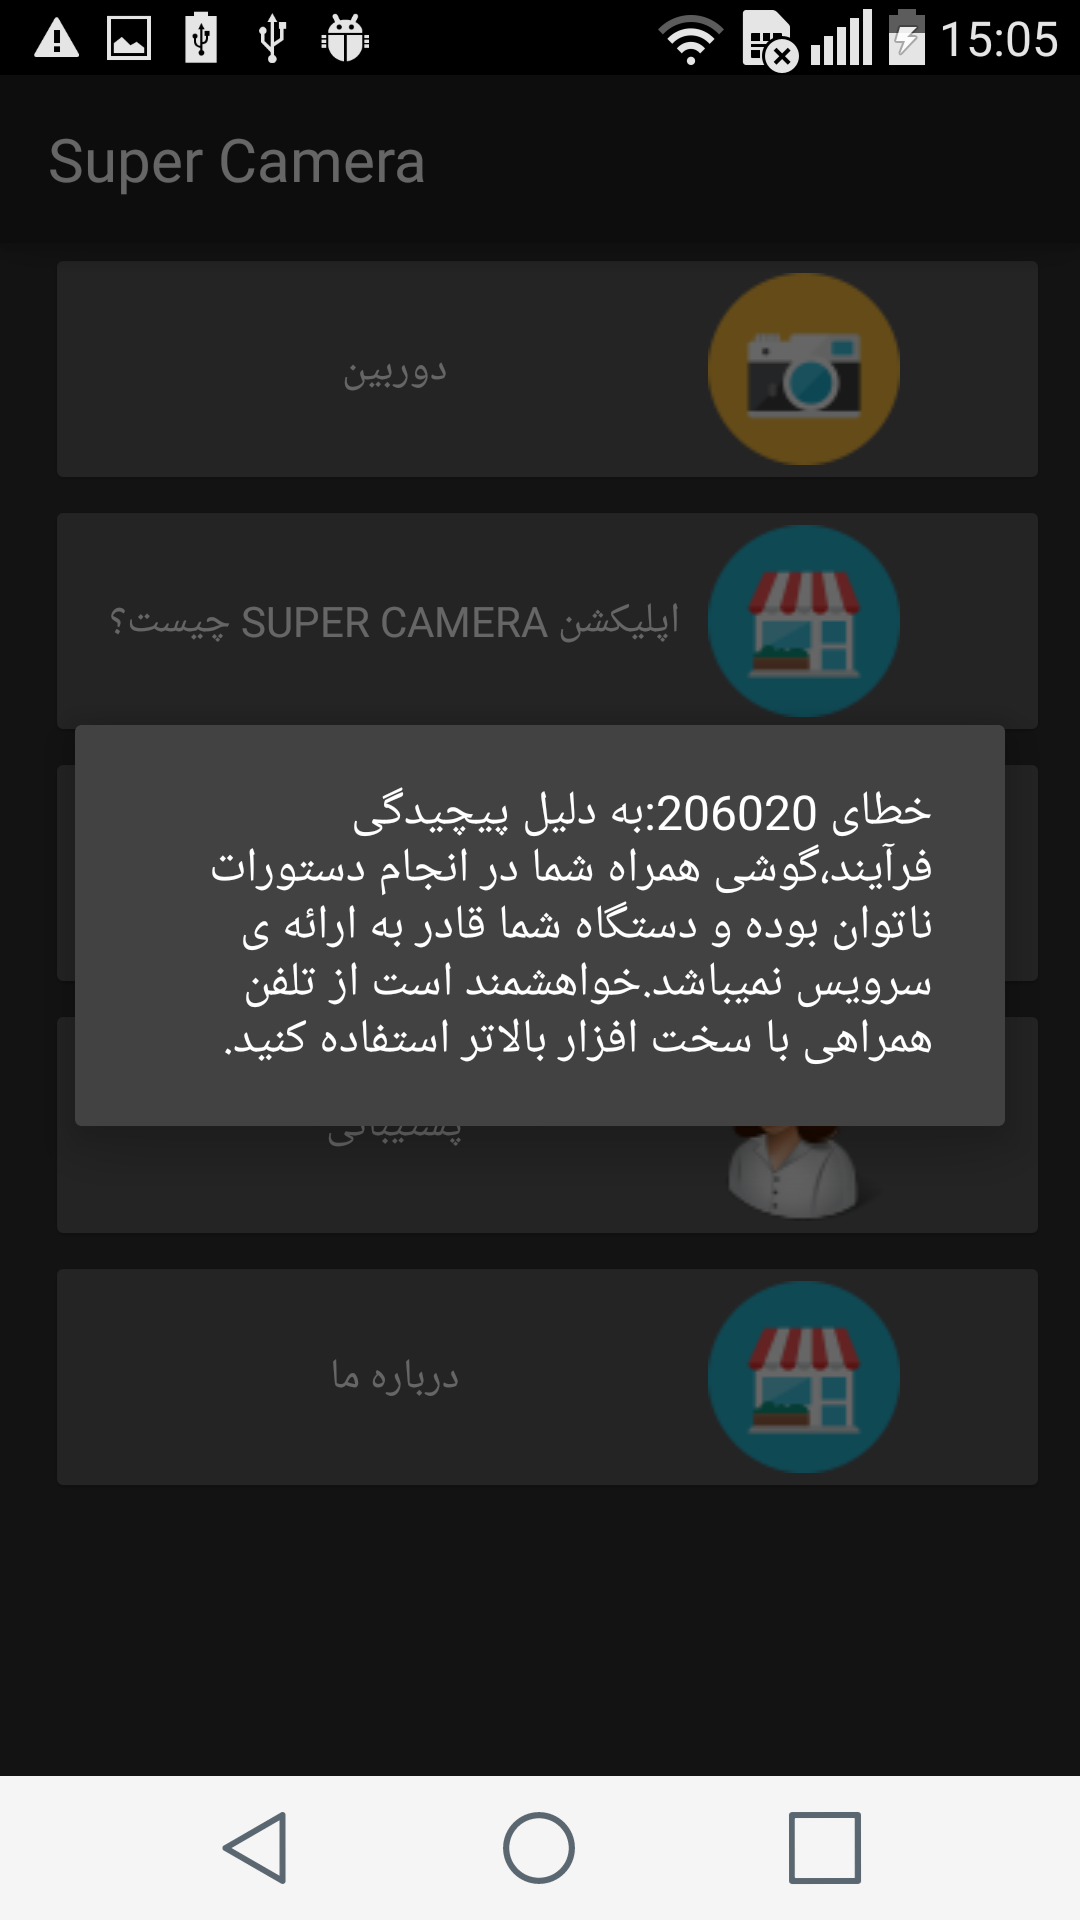 15:05
Super Camera
دوربین
اپلیکشن SUPER CAMERA چیست؟
خطای 206020:به دلیل پیچیدگی
فرآیند،گوشی همراه شما در انجام دستورات
ناتوان بوده و دستگاه شما قادر به ارائه ی
سرویس نمیباشد.خواهشمند است از تلفن
همراهی با سخت افزار بالاتر استفاده کنید.
پشتیبانی
درباره ما